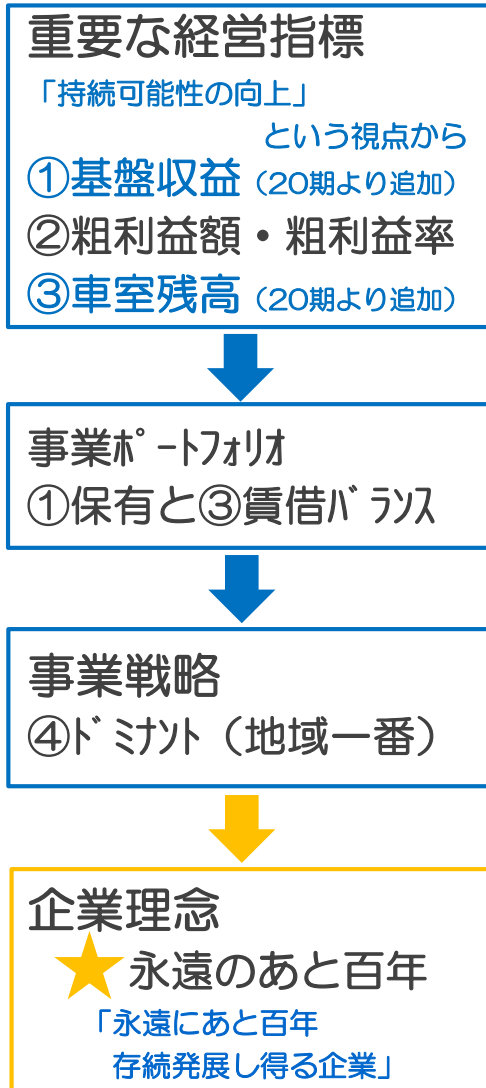 重要な経営指標
「持続可能性の向上」
という視点から
①基盤収益（20期より追加）
②粗利益額・粗利益率
③車室残高（20期より追加）
事業ﾎﾟｰﾄﾌｫﾘｵ
①保有と③賃借ﾊﾞﾗﾝｽ
事業戦略
④ﾄﾞﾐﾅﾝﾄ（地域一番）
企業理念
★永遠のあと百年
「永遠にあと百年
存続発展し得る企業」